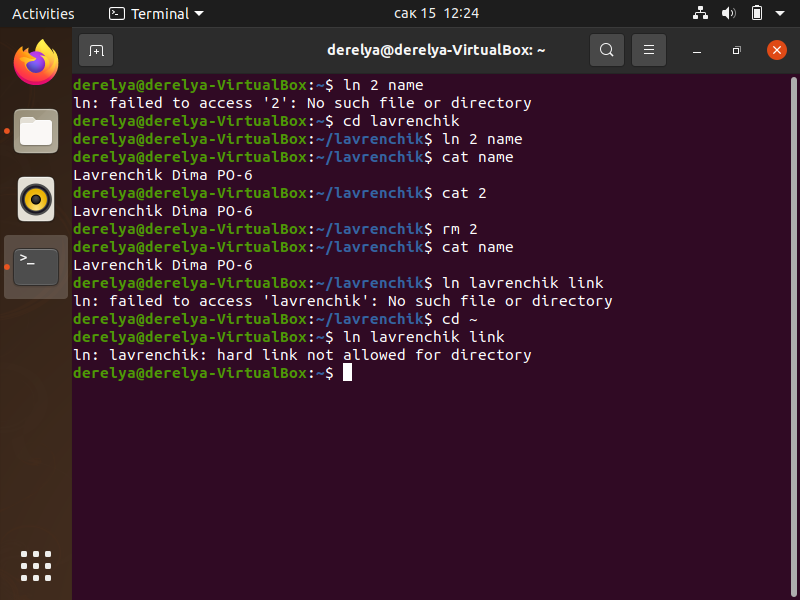 Activities
Terminal
сак 15 12:24
derelya@derelya-VirtualBox: ~
derelya@derelya-VirtualBox:~$ ln 2 name
ln: failed to access '2': No such file or directory
derelya@derelya-VirtualBox:~$ cd lavrenchik
derelya@derelya-VirtualBox:~/lavrenchik$ ln 2 name
derelya@derelya-VirtualBox:~/lavrenchik$ cat name
Lavrenchik Dima PO-6
derelya@derelya-VirtualBox:~/lavrenchik$ cat 2
Lavrenchik Dima PO-6
derelya@derelya-VirtualBox:~/lavrenchik$ rm 2
derelya@derelya-VirtualBox:~/lavrenchik$ cat name
Lavrenchik Dima PO-6
derelya@derelya-VirtualBox:~/lavrenchik$ ln lavrenchik link
ln: failed to access 'lavrenchik': No such file or directory
derelya@derelya-VirtualBox:~/lavrenchik$ cd ~
derelya@derelya-VirtualBox:~$ ln lavrenchik link
ln: lavrenchik: hard link not allowed for directory
derelya@derelya-VirtualBox:~$